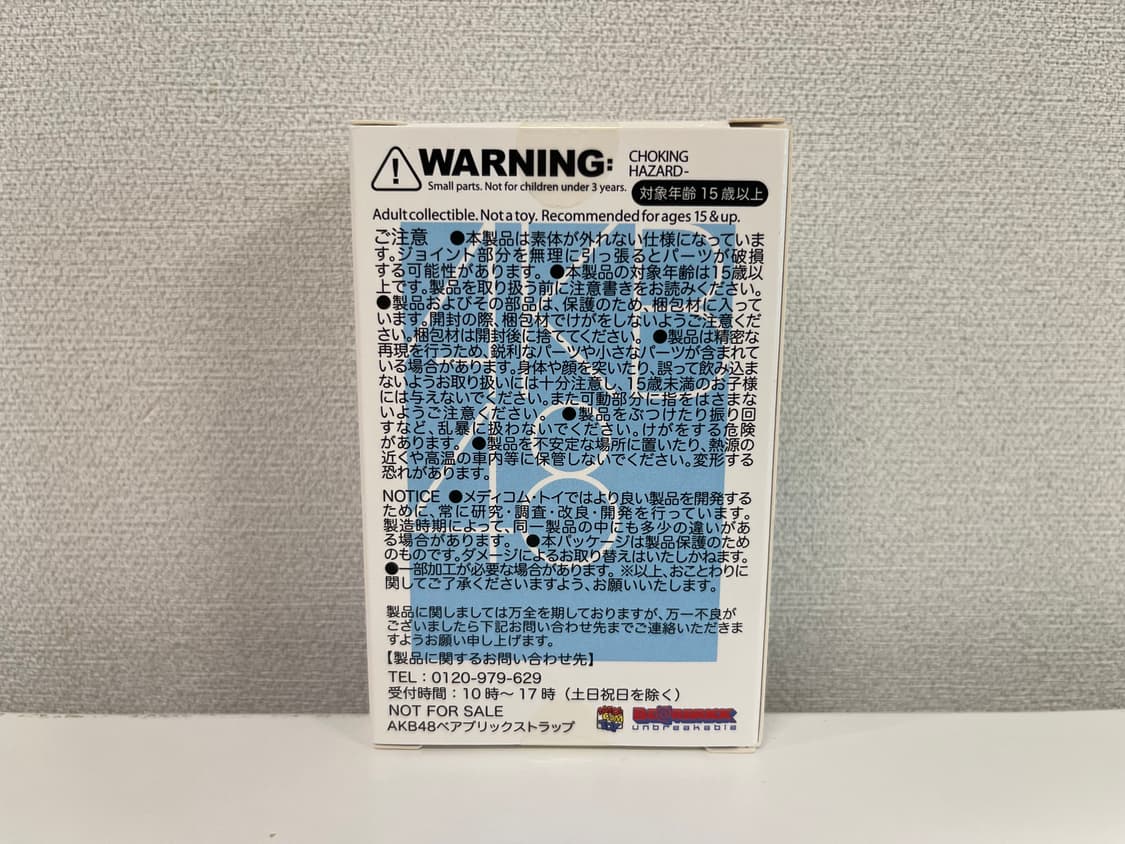 WARNING: CHOKING HAZARD-
Small parts. Not for children under 3 years.
対象年齢 15 歳以上
Adult collectible. Not a toy. Recommended for ages 15 & up.
AKB
48
ご注意　●本製品は素体が外れない仕様になっていま
す。ジョイント部分を無理に引っ張るとパーツが破損
する可能性があります。●本製品の対象年齢は15歳以
上です。製品を取り扱う前に注意書きをお読みください。
●製品およびその部品は、保護のため、梱包材に入って
います。開封の際、梱包材でけがをしないようご注意くだ
さい。梱包材は開封後に捨ててください。●製品は精密な
再現を行うため、鋭利なパーツや小さなパーツが含まれて
いる場合があります。身体や顔を突いたり、誤って飲み込ま
ないようお取り扱いには十分注意し、15歳未満のお子様
には与えないでください。また可動部分に指をはさまな
いようご注意ください。●製品をぶつけたり振り回
すなど、乱暴に扱わないでください。けがをする危険
があります。●製品を不安定な場所に置いたり、熱源の
近くや高温の車内等に保管しないでください。変形する
恐れがあります。
NOTICE ●メディコム・トイではより良い製品を開発する
ために、常に研究・調査・改良・開発を行っています。
製造時期によって、同一製品の中にも多少の違いがあ
る場合があります。●本パッケージは製品保護のため
のものです。ダメージによるお取り替えはいたしかねます。
●一部加工が必要な場合があります。※以上、おことわりに
関してご了承くださいますよう、お願いいたします。
製品に関しましては万全を期しておりますが、万一不良が
ございましたら下記お問い合わせ先までご連絡いただきま
すようお願い申し上げます。
【製品に関するお問い合わせ先】
TEL：0120-979-629
受付時間：10時〜17時（土日祝日を除く）
NOT FOR SALE
AKB48ベアブリックストラップ
BE@RBRICK
unbreakable